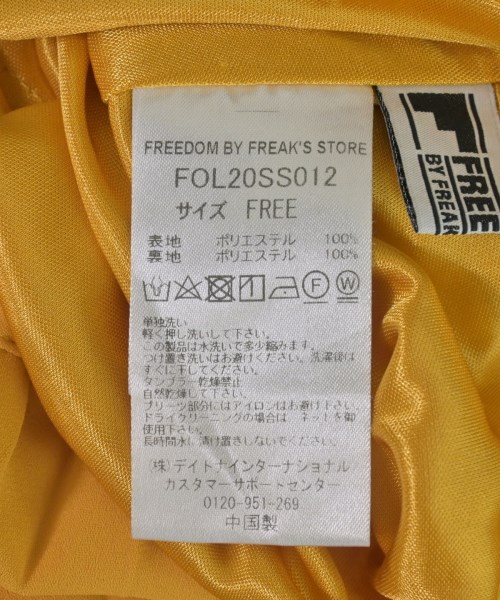 FREEDOM BY FREAK'S STORE
FOL20SS012
サイズ FREE
表地 ポリエステル 100%
裏地 ポリエステル 100%
単独洗い
軽く押し洗いして下さい。
この製品は水洗いで多少縮みます。
つけ置き洗いはお避けください。洗濯後は
すぐに干してください。
タンブラー乾燥禁止
自然乾燥して下さい。
プリーツ部分にはアイロンはお避け下さい。
ドライクリーニングの場合は、ネットを御
使用下さい。
長時間水に漬け置きしないでください。
(株)デイトナインターナショナル
カスタマーサポートセンター
0120-951-269
中国製
FREE
BY FREAK